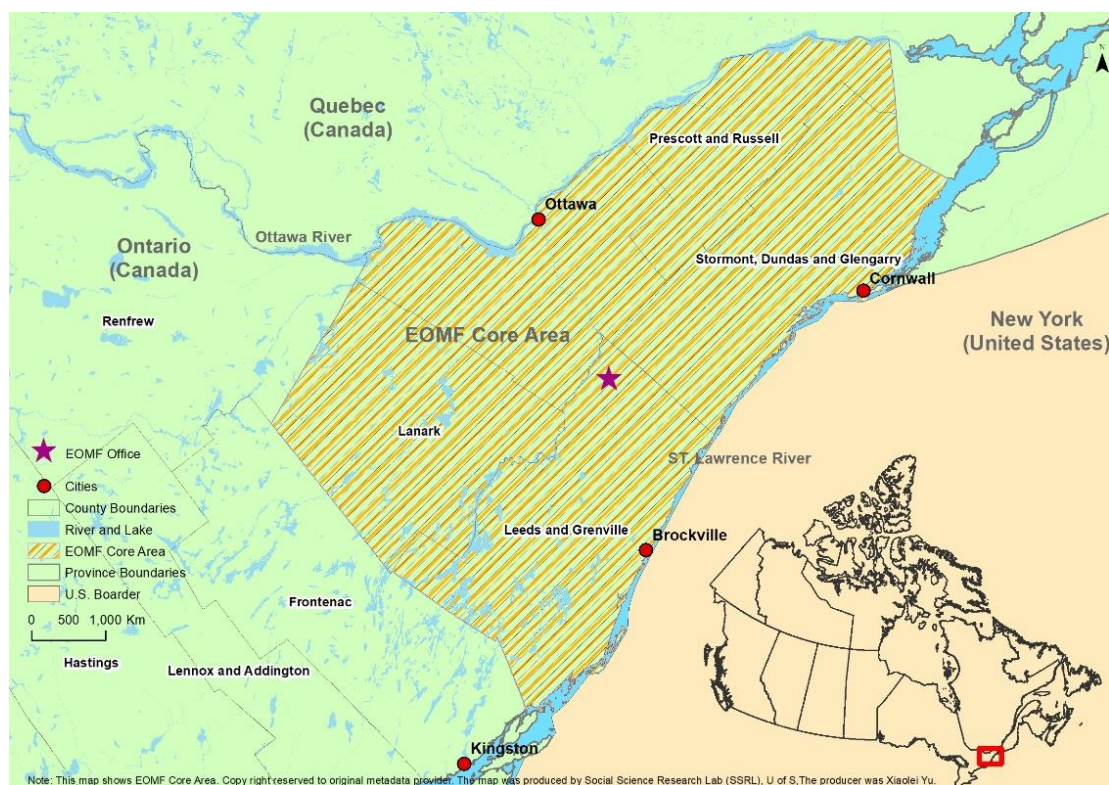 N
Quebec
(Canada)
Prescott and Russell
Ottawa
Ottawa River
Ontario
(Canada)
Stormont, Dundas and Glengarry
Cornwall
Renfrew
New York
(United States)
EOMF Core Area
Lanark
ST. Lawrence River
EOMF Office
Cities
County Boundaries
River and Lake
EOMF Core Area
Province Boundaries
U.S. Boarder
0 500 1,000 Km
Leeds and Grenville
Brockville
Frontenac
Hastings
Lennox and Addington
Kingston
Note: This map shows EOMF Core Area. Copy right reserved to original metadata provider. The map was produced by Social Science Research Lab (SSRL), U of S,The producer was Xiaolei Yu.